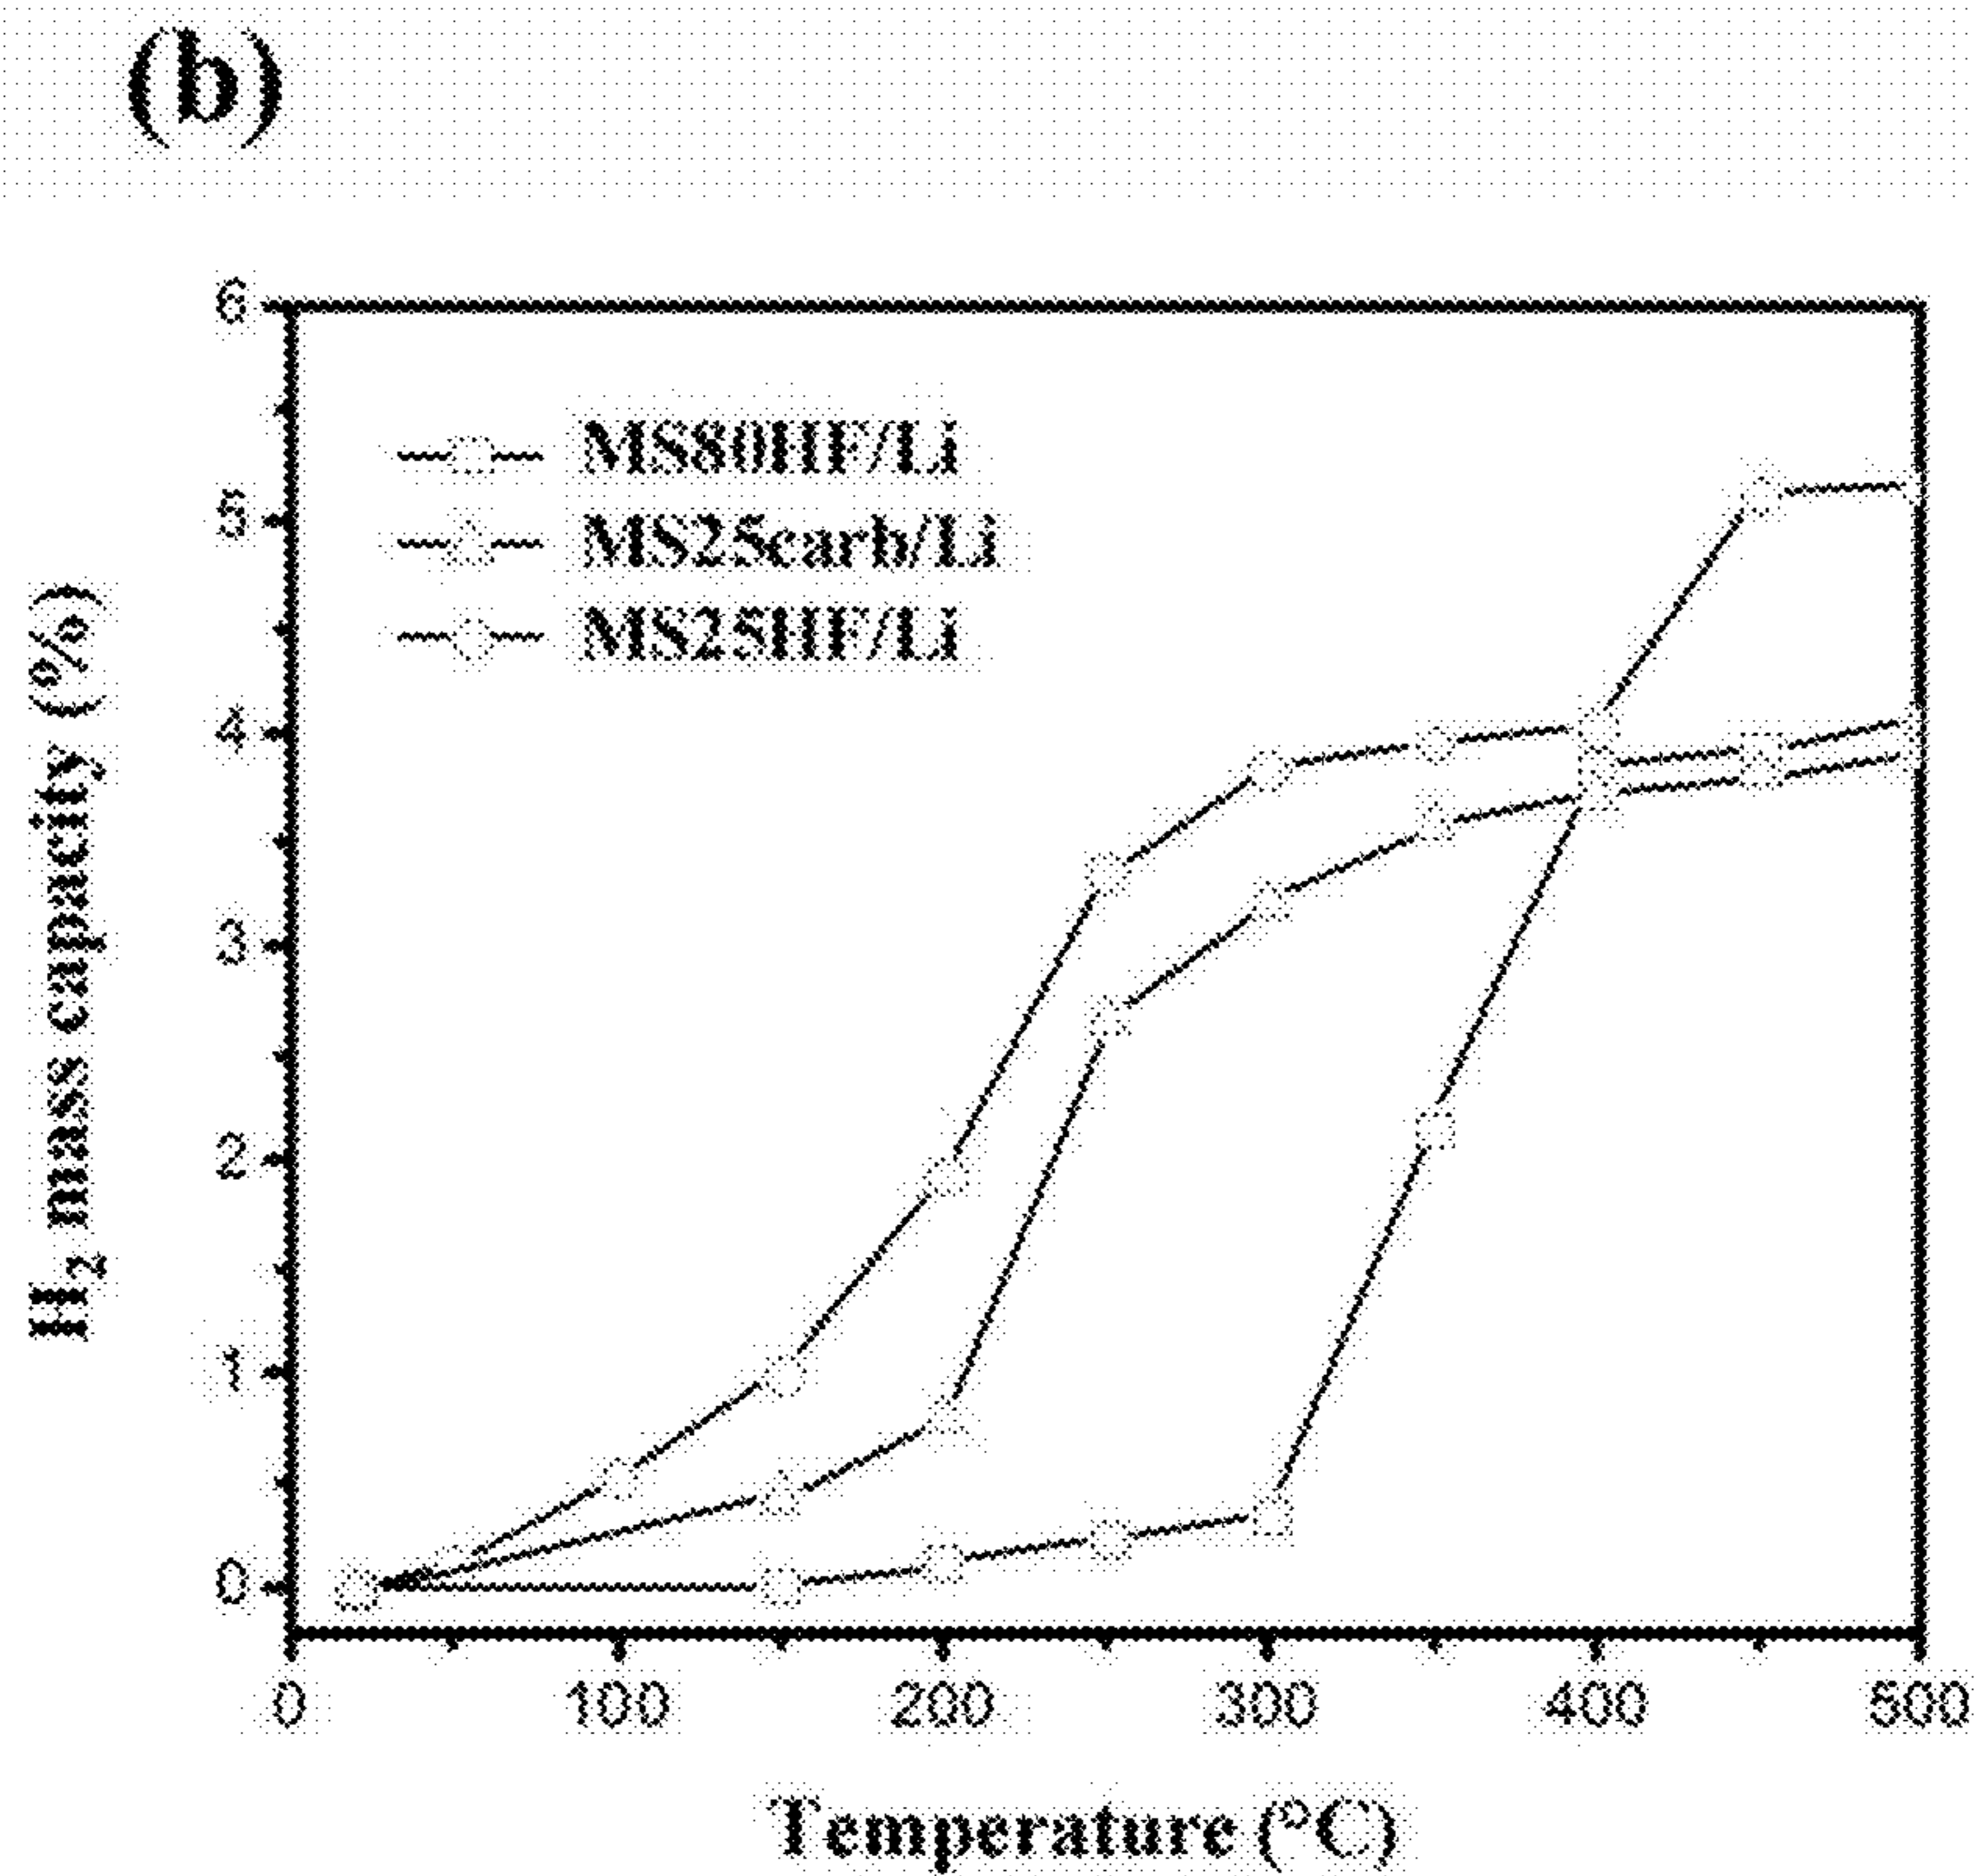 (b)
6
5
4
3
2
1
0
H2 mass capacity (%)
MS80HF/Li
MS25carb/Li
MS25HF/Li
0 100 200 300 400 500
Temperature (°C)